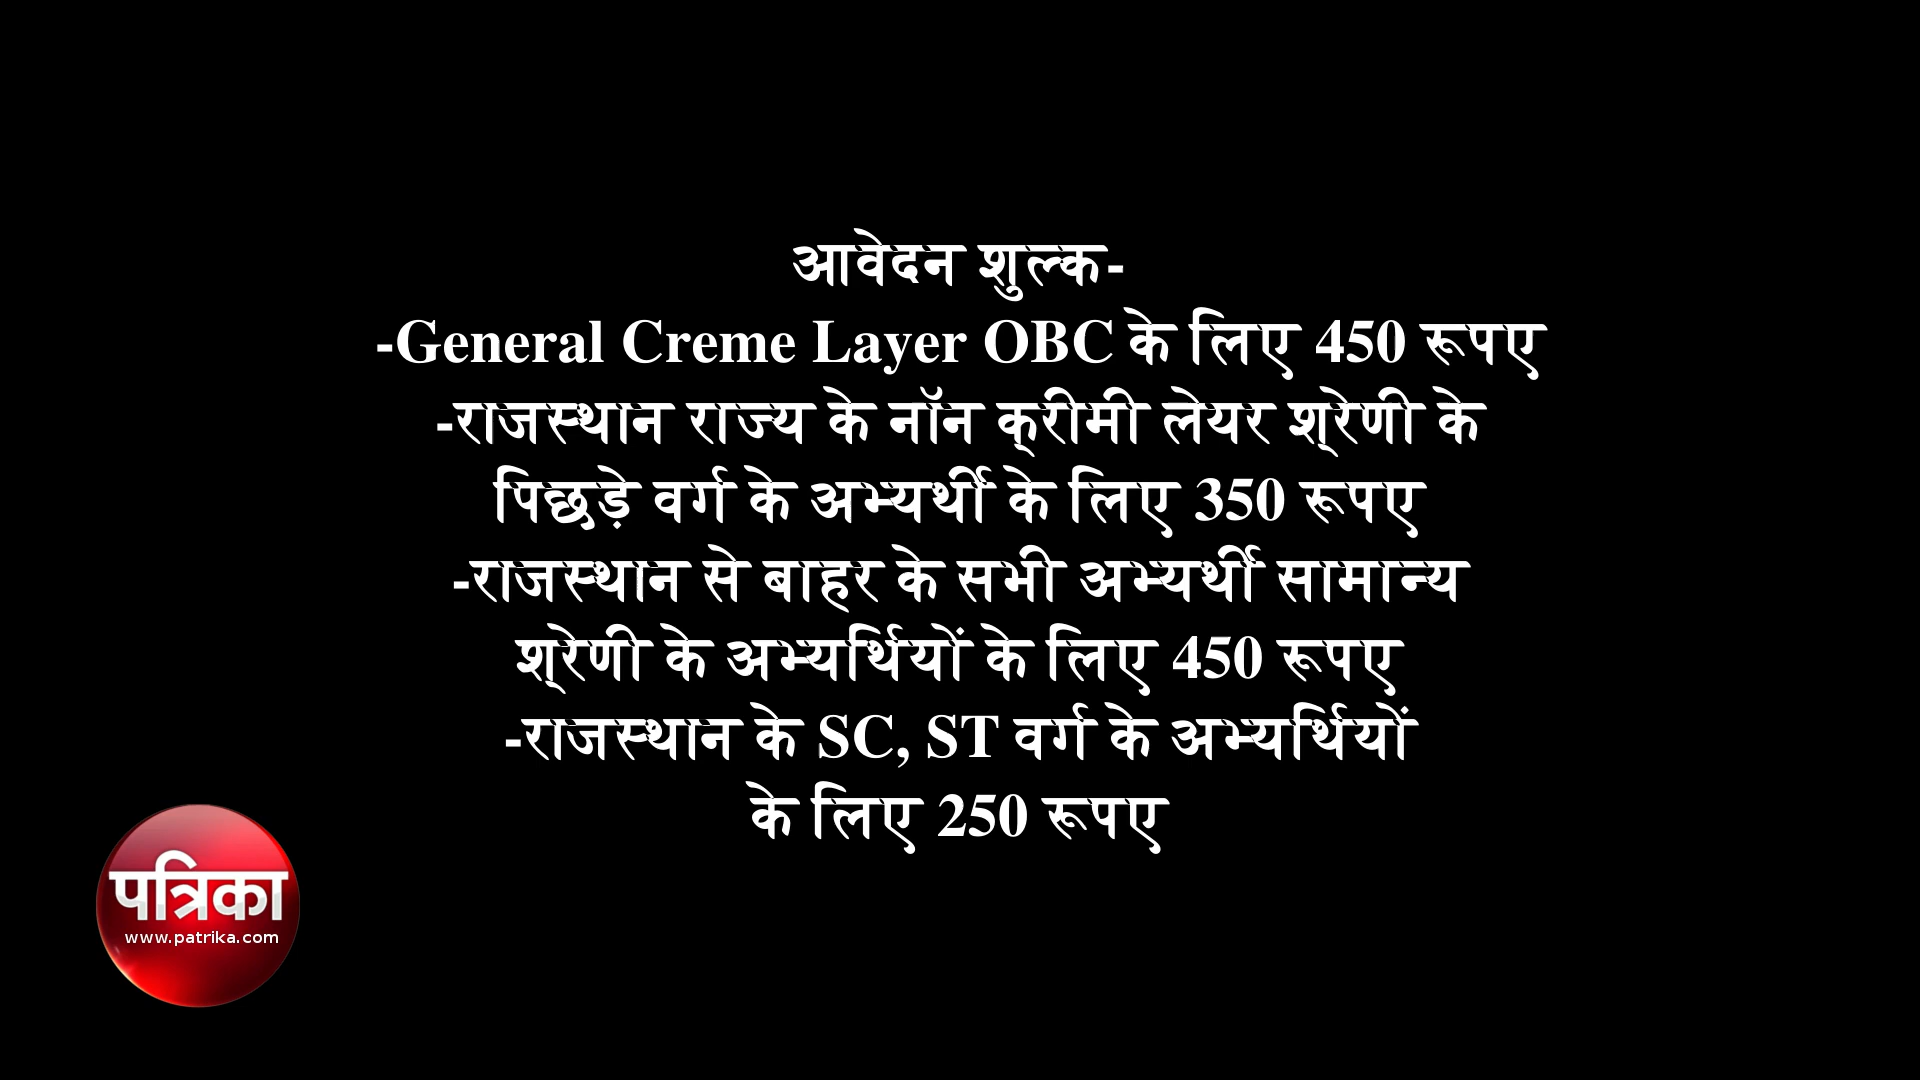 आवेदन शुल्क-
-General Creme Layer OBC के लिए 450 रूपए
-राजस्थान राज्य के नॉन क्रीमी लेयर श्रेणी के
पिछड़े वर्ग के अभ्यर्थी के लिए 350 रूपए
-राजस्थान से बाहर के सभी अभ्यर्थी सामान्य
श्रेणी के अभ्यर्थियों के लिए 450 रूपए
-राजस्थान के SC, ST वर्ग के अभ्यर्थियों
के लिए 250 रूपए
पत्रिका
www.patrika.com